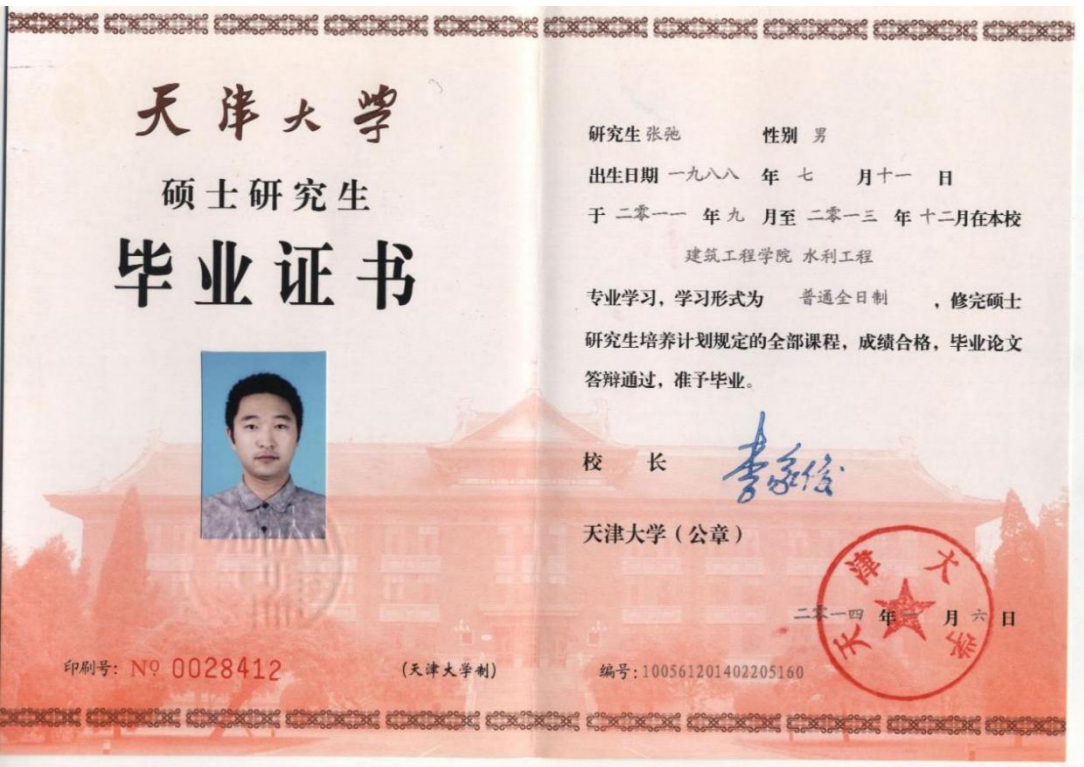 天津大学
硕士研究生
毕业证书
印刷号：№ 0028412
(天津大学制)
研究生 张弛 性别 男
出生日期 一九八八 年 七 月十一 日
于 二零一一 年 九 月至 二零一三 年 十二月在本校
建筑工程学院 水利工程
专业学习，学习形式为 普通全日制 ，修完硕士
研究生培养计划规定的全部课程，成绩合格，毕业论文
答辩通过，准予毕业。
校 长 李家俊
天津大学（公章）
天津大学
二零一四 年 一 月 六 日
编号：100561201402205160